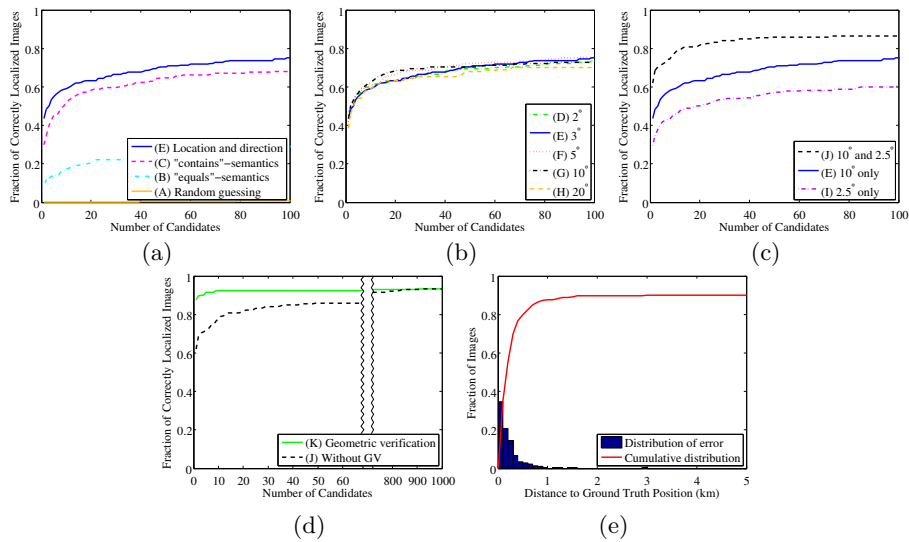 1
0.8
0.6
0.4
0.2
0
0 20 40 60 80 100
Fraction of Correctly Localized Images
Number of Candidates
(E) Location and direction
(C) "contains"-semantics
(B) "equals"-semantics
(A) Random guessing
(a)
1
0.8
0.6
0.4
0.2
0
0 20 40 60 80 100
Fraction of Correctly Localized Images
Number of Candidates
(D) 2°
(E) 3°
(F) 5°
(G) 10°
(H) 20°
(b)
1
0.8
0.6
0.4
0.2
0
0 20 40 60 80 100
Fraction of Correctly Localized Images
Number of Candidates
(J) 10° and 2.5°
(E) 10° only
(I) 2.5° only
(c)
1
0.8
0.6
0.4
0.2
0
0 10 20 30 40 50 60 70 800 900 1000
Fraction of Correctly Localized Images
Number of Candidates
(K) Geometric verification
(J) Without GV
(d)
1
0.8
0.6
0.4
0.2
0
0 1 2 3 4 5
Fraction of Images
Distance to Ground Truth Position (km)
Distribution of error
Cumulative distribution
(e)